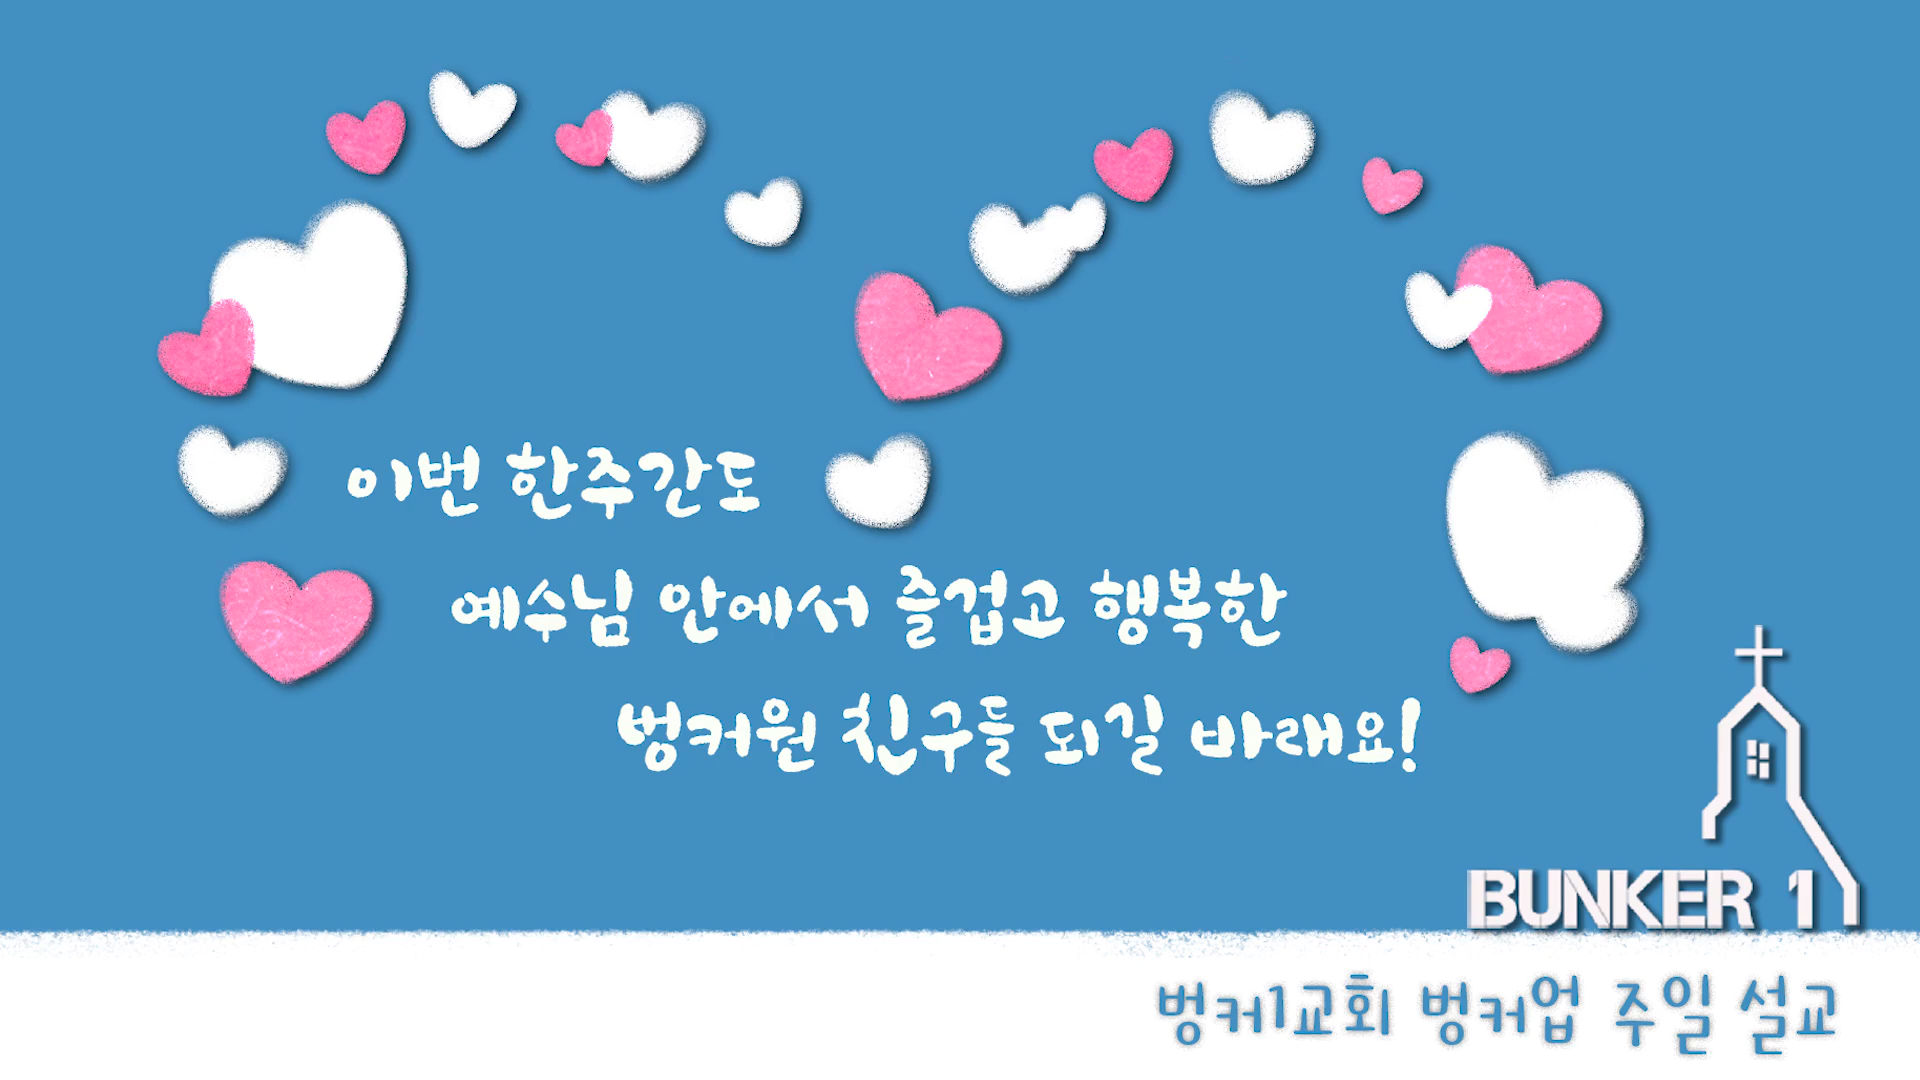 이번 한주간도
예수님 안에서 즐겁고 행복한
벙커원 친구들 되길 바래요!
BUNKER 1
벙커1교회 벙커업 주일 설교